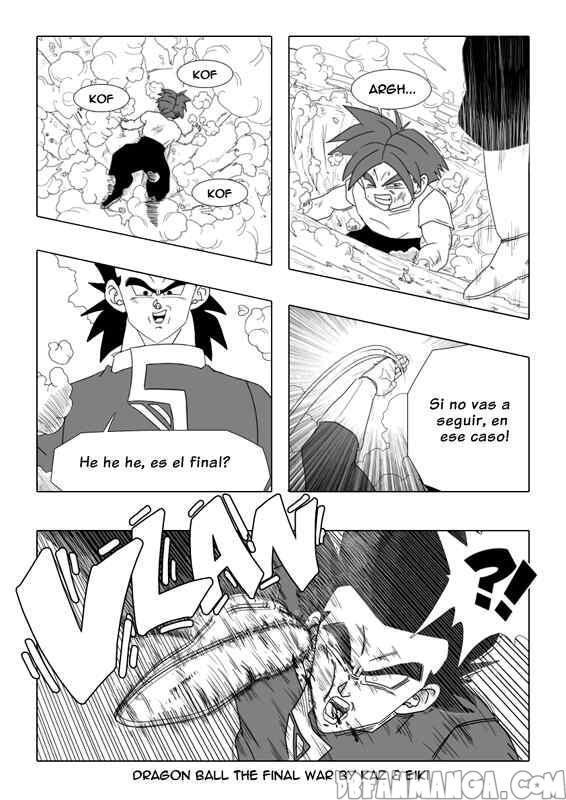 KOF
KOF
KOF
ARGH...
He he he, es el final?
Si no vas a
seguir, en
ese caso!
VLAN
?!
DRAGON BALL THE FINAL WAR BY KAZ & EIKI
DBFANMANGA.COM